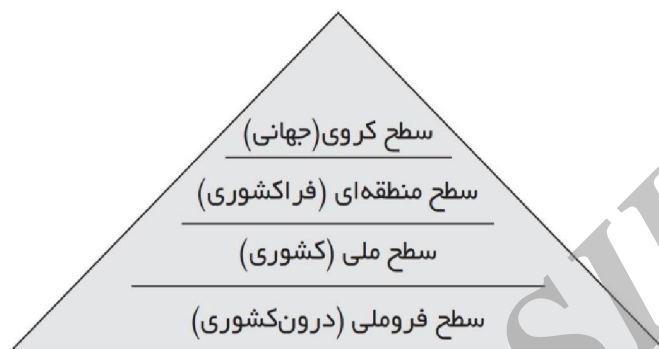 سطح کروی(جهانی)
سطح منطقه‌ای (فراکشوری)
سطح ملی (کشوری)
سطح فروملی (درون‌کشوری)